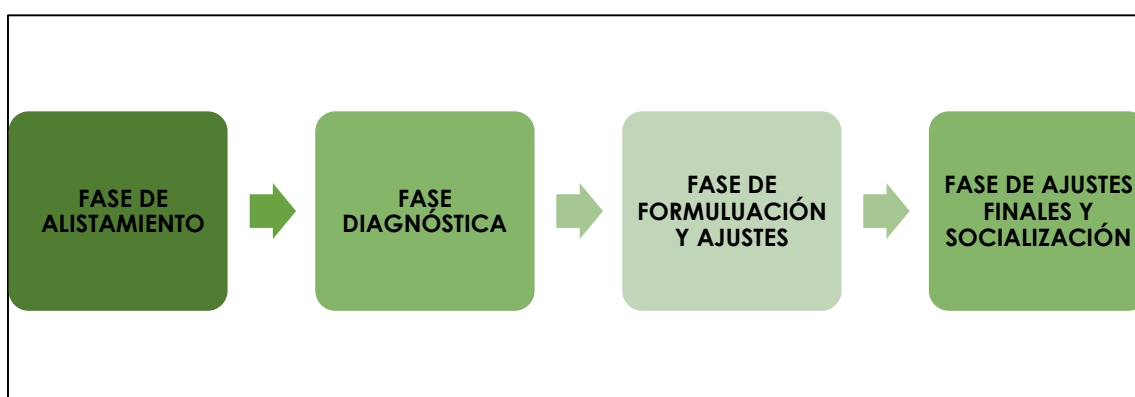 FASE DE
ALISTAMIENTO
FASE
DIAGNÓSTICA
FASE DE
FORMULUACIÓN
Y AJUSTES
FASE DE AJUSTES
FINALES Y
SOCIALIZACIÓN